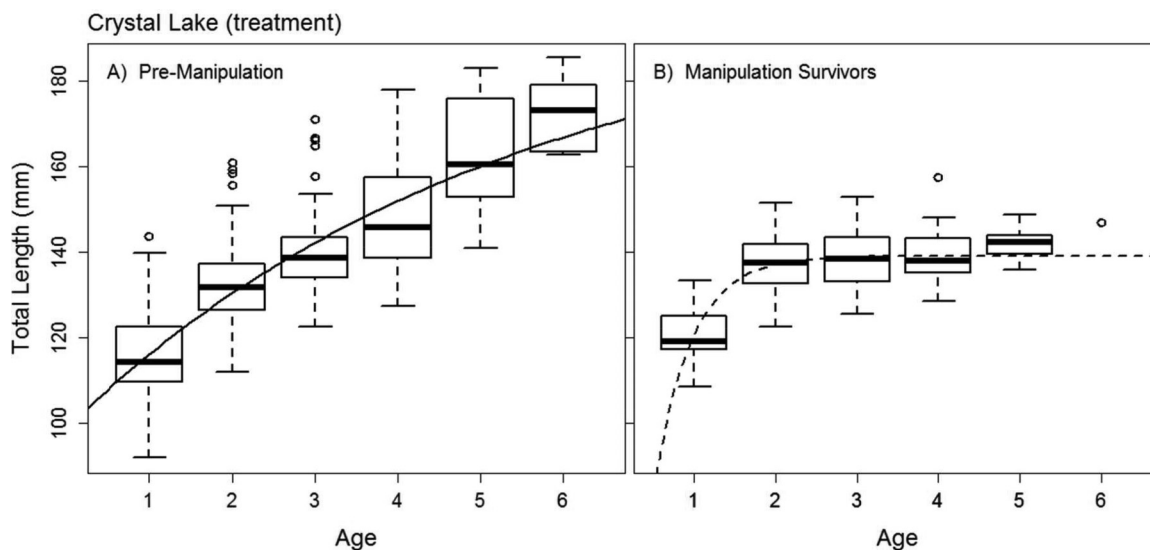 Crystal Lake (treatment)
A) Pre-Manipulation
B) Manipulation Survivors
Total Length (mm)
180
160
140
120
100
1 2 3 4 5 6
1 2 3 4 5 6
Age
Age